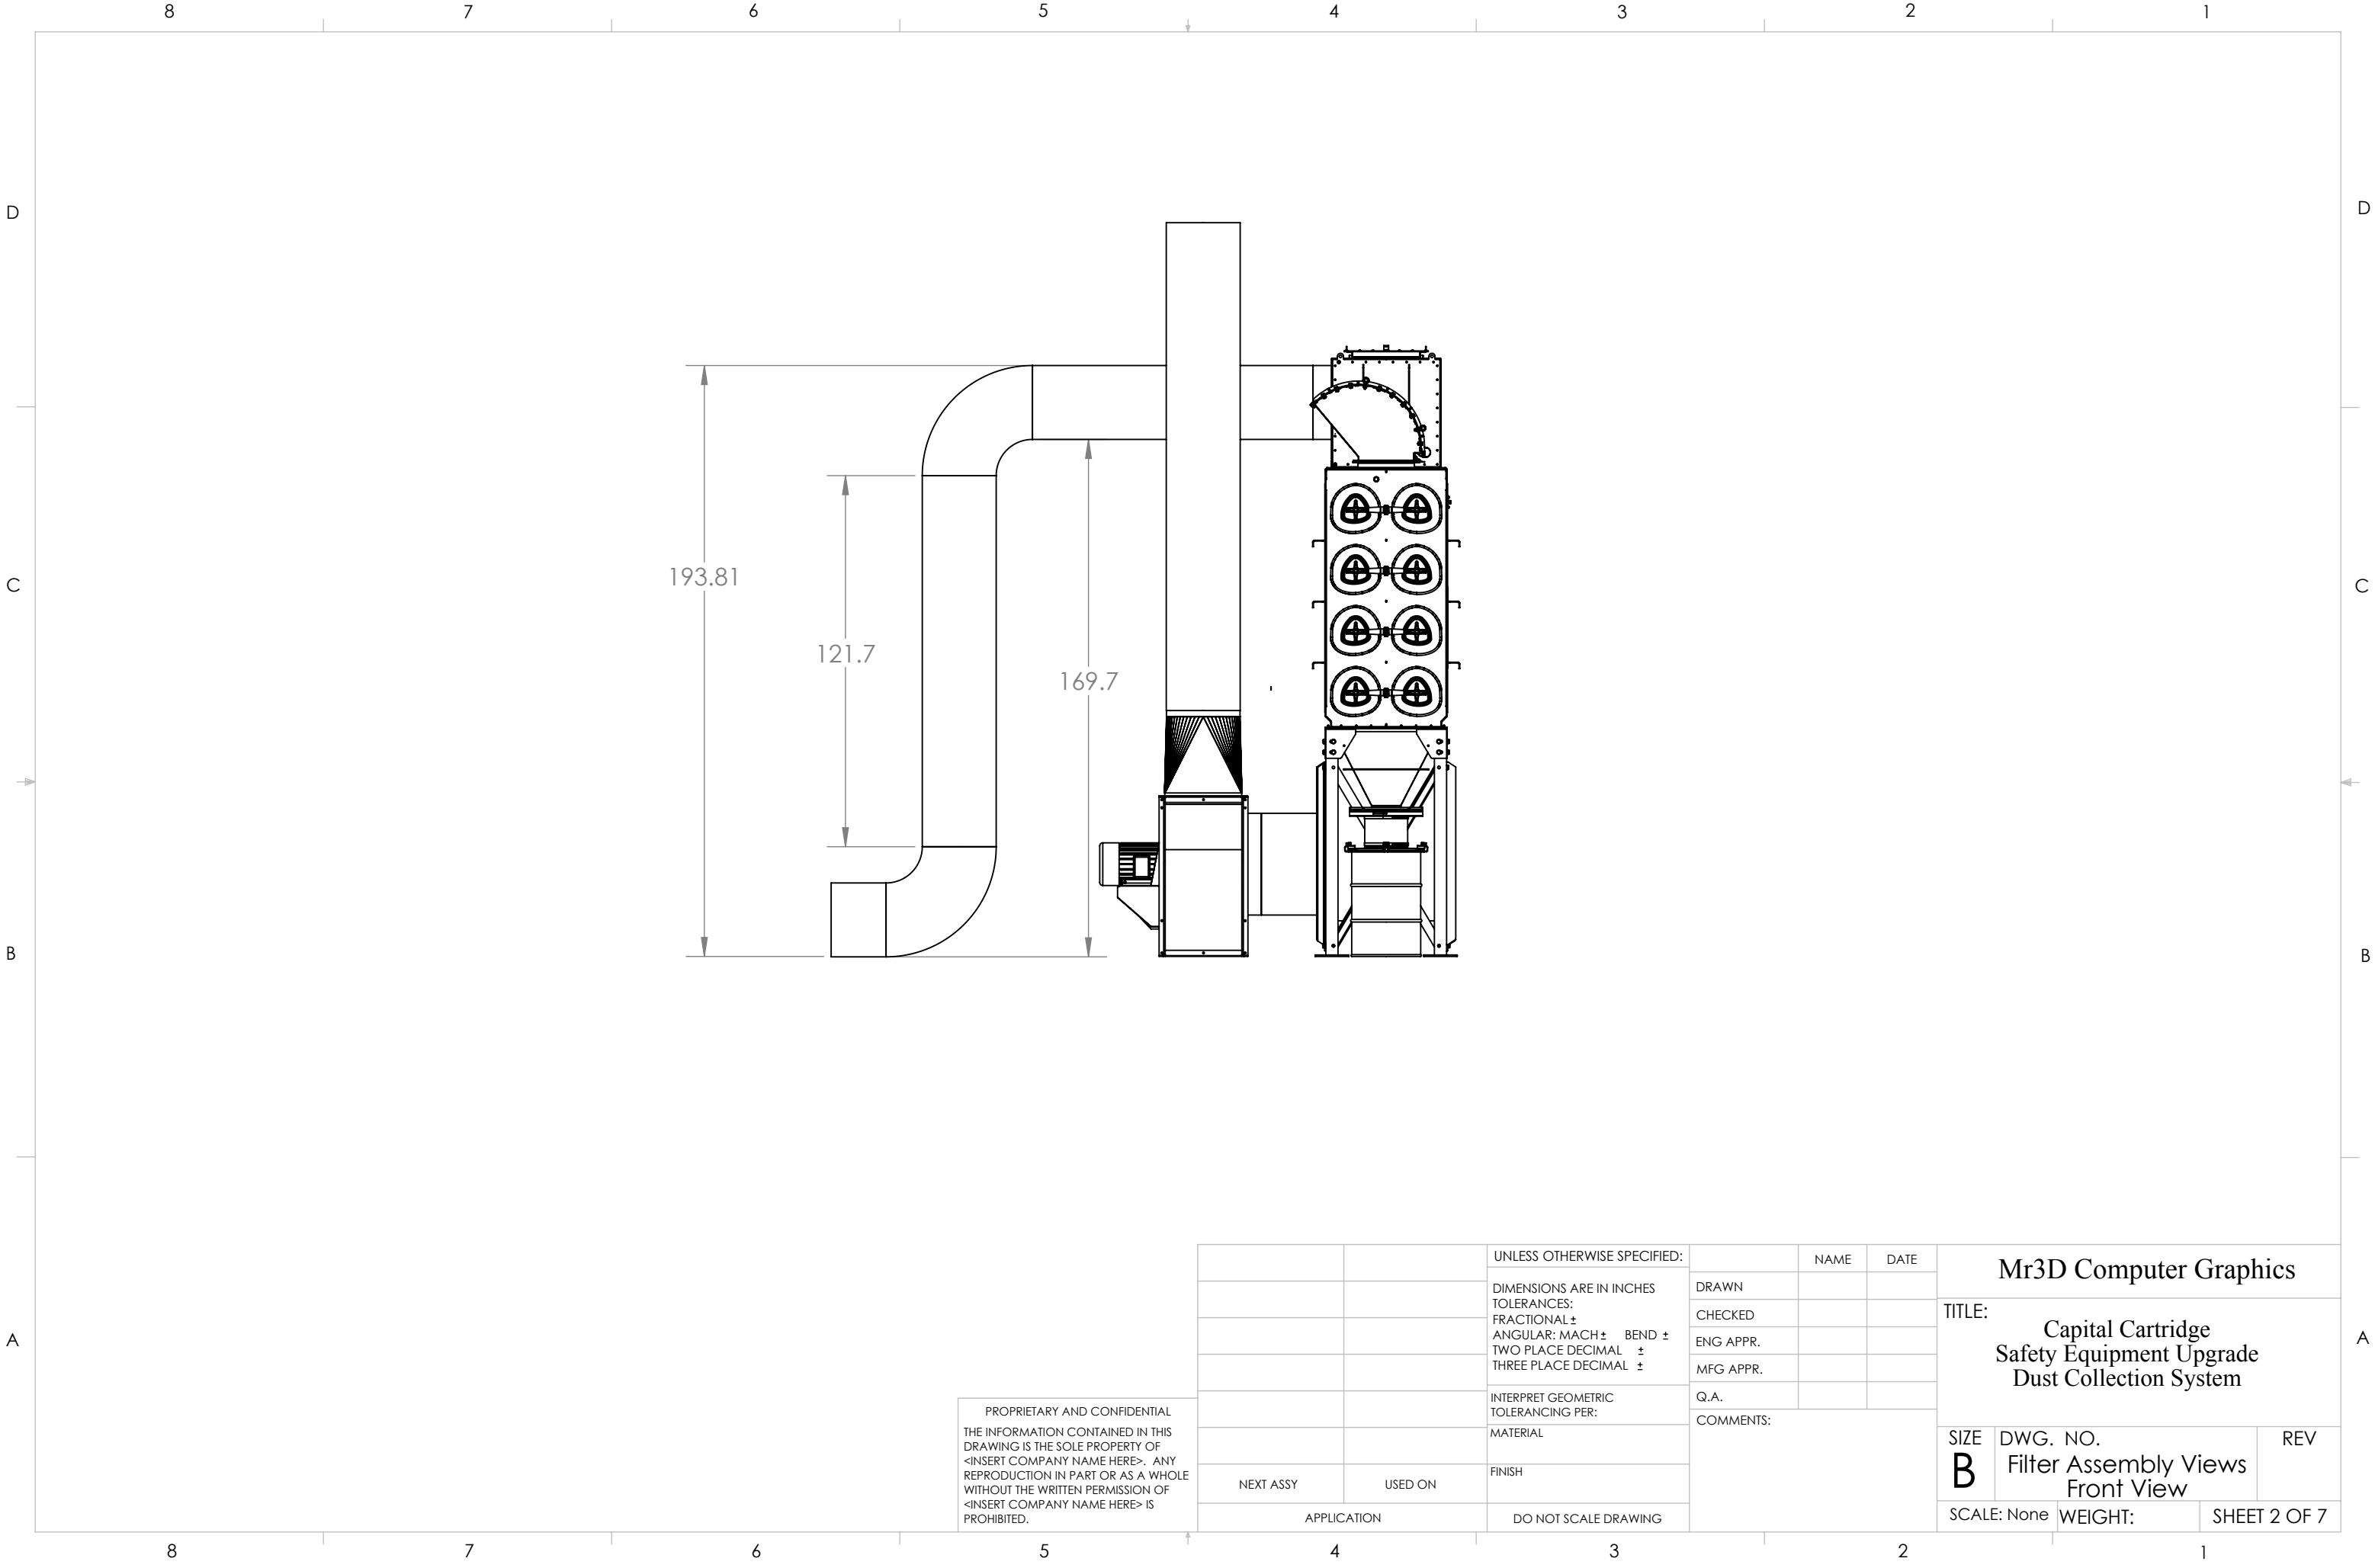 8 7 6 5 4 3 2 1
D D
193.81
C C
121.7
169.7
B B
A A
UNLESS OTHERWISE SPECIFIED:
DIMENSIONS ARE IN INCHES
TOLERANCES:
FRACTIONAL ±
ANGULAR: MACH ± BEND ±
TWO PLACE DECIMAL ±
THREE PLACE DECIMAL ±
INTERPRET GEOMETRIC
TOLERANCING PER:
MATERIAL
FINISH
DO NOT SCALE DRAWING
NAME DATE
DRAWN
CHECKED
ENG APPR.
MFG APPR.
Q.A.
COMMENTS:
Mr3D Computer Graphics
TITLE:
Capital Cartridge
Safety Equipment Upgrade
Dust Collection System
SIZE DWG. NO. REV
B Filter Assembly Views
Front View
SCALE: None WEIGHT: SHEET 2 OF 7
PROPRIETARY AND CONFIDENTIAL
THE INFORMATION CONTAINED IN THIS
DRAWING IS THE SOLE PROPERTY OF
<INSERT COMPANY NAME HERE>. ANY
REPRODUCTION IN PART OR AS A WHOLE
WITHOUT THE WRITTEN PERMISSION OF
<INSERT COMPANY NAME HERE> IS
PROHIBITED.
NEXT ASSY USED ON
APPLICATION
8 7 6 5 4 3 2 1